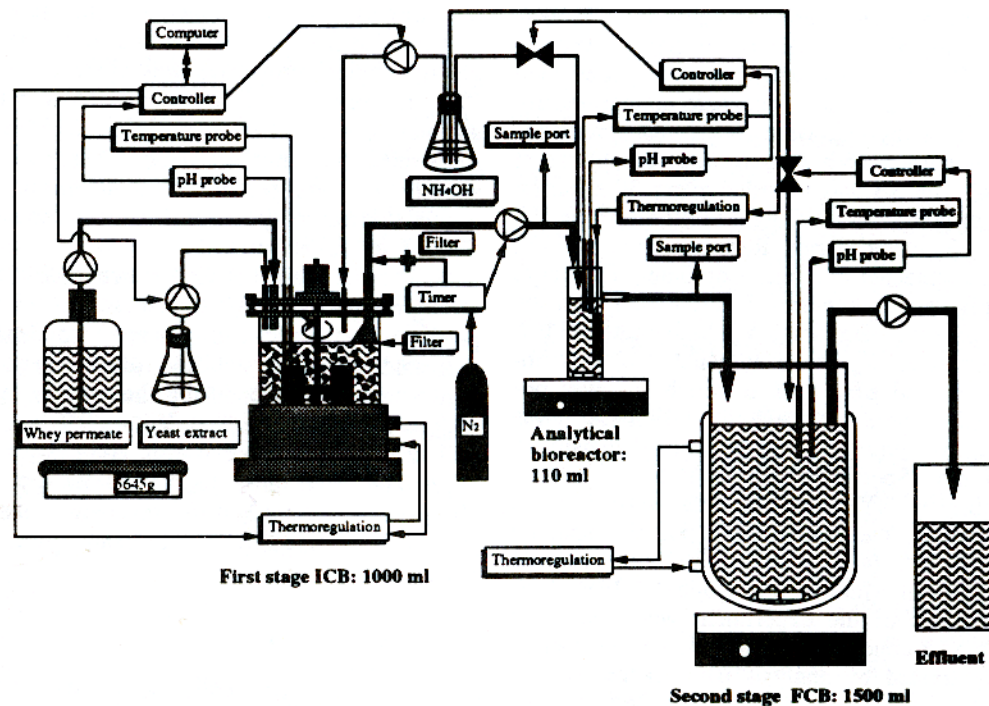 Computer
Controller
Temperature probe
pH probe
NH4OH
Sample port
Controller
Temperature probe
pH probe
Thermoregulation
Sample port
Controller
Temperature probe
pH probe
Filter
Timer
Filter
N2
Whey permeate
Yeast extract
5645g
Thermoregulation
First stage ICB: 1000 ml
Analytical
bioreactor:
110 ml
Thermoregulation
Effluent
Second stage FCB: 1500 ml